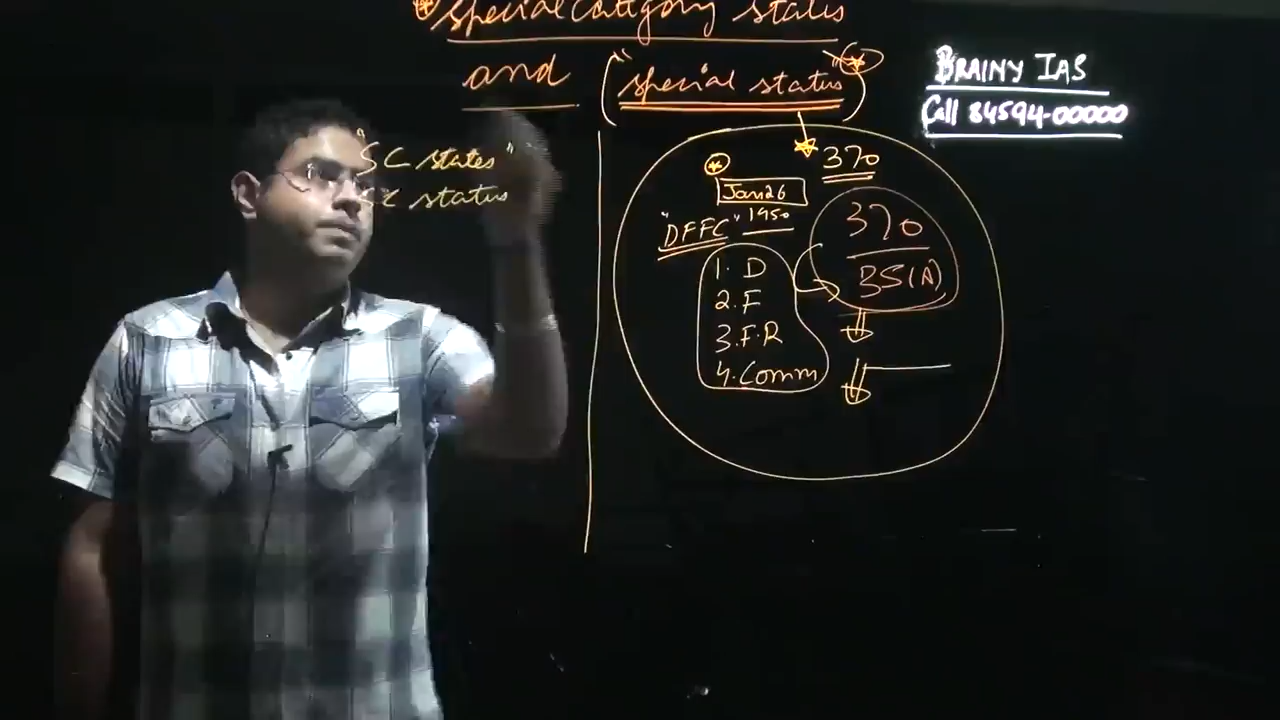 Special category status
and "special status"
BRAINY IAS
Call 84594-00000
"SC states"
status
370
Jan 26
1950
"DFFC"
370
35(A)
1. D
2. F
3. F.R
4. Comm